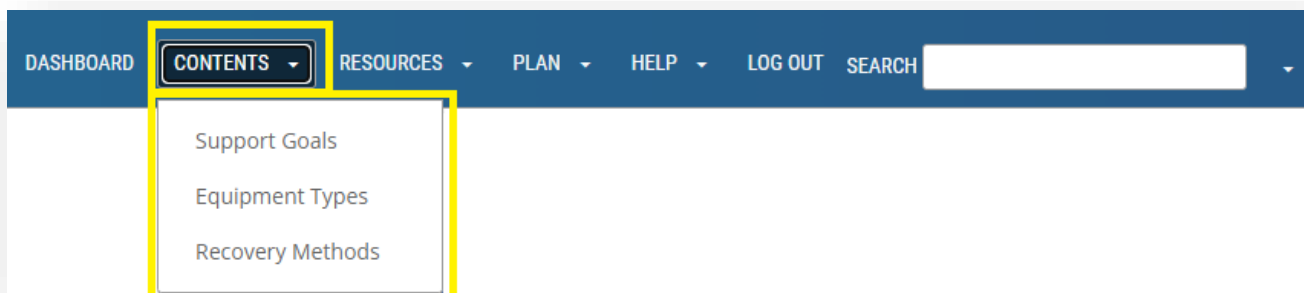 DASHBOARD CONTENTS RESOURCES PLAN HELP LOG OUT SEARCH
Support Goals
Equipment Types
Recovery Methods